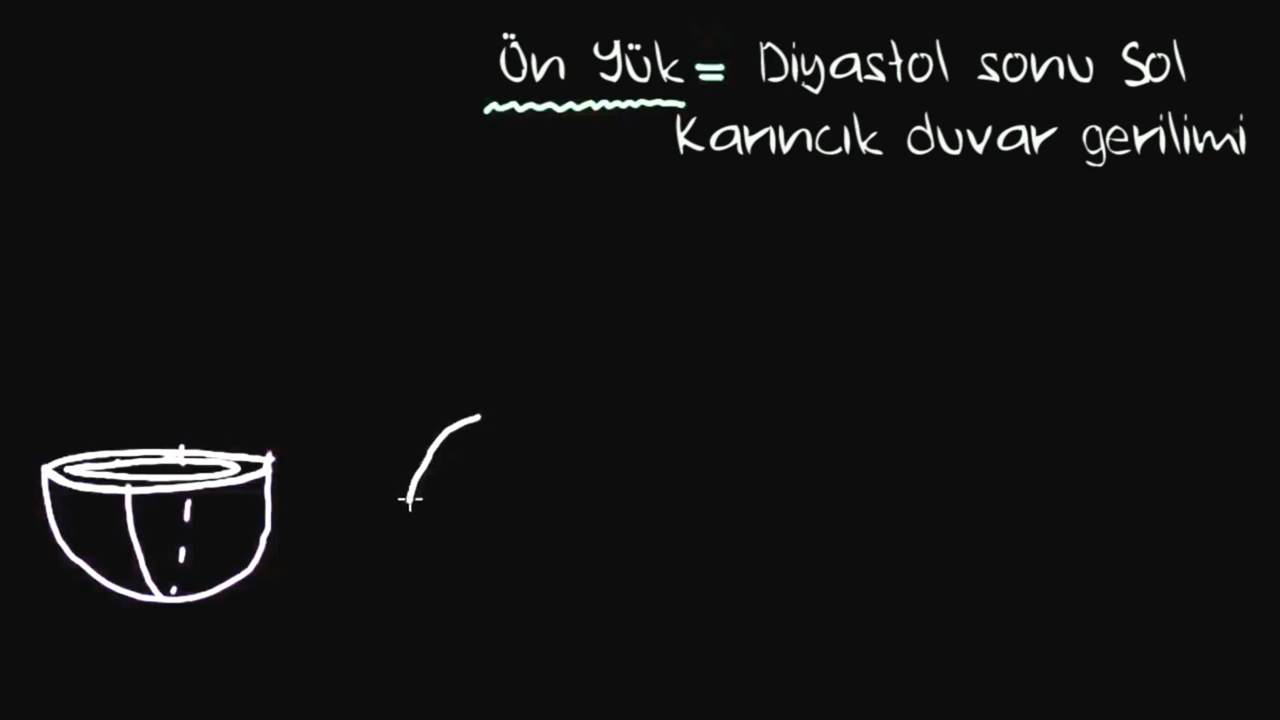 Ön Yük = Diyastol sonu Sol
Karıncık duvar gerilimi